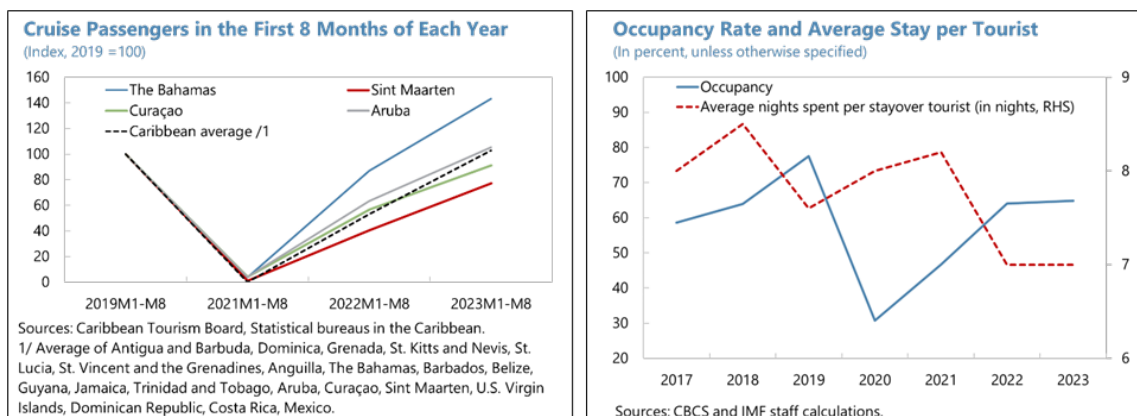 Cruise Passengers in the First 8 Months of Each Year
(Index, 2019 =100)
160
140
120
100
80
60
40
20
0
The Bahamas
Sint Maarten
Curaçao
Aruba
Caribbean average /1
2019M1-M8
2021M1-M8
2022M1-M8
2023M1-M8
Sources: Caribbean Tourism Board, Statistical bureaus in the Caribbean.
1/ Average of Antigua and Barbuda, Dominica, Grenada, St. Kitts and Nevis, St.
Lucia, St. Vincent and the Grenadines, Anguilla, The Bahamas, Barbados, Belize,
Guyana, Jamaica, Trinidad and Tobago, Aruba, Curaçao, Sint Maarten, U.S. Virgin
Islands, Dominican Republic, Costa Rica, Mexico.
Occupancy Rate and Average Stay per Tourist
(In percent, unless otherwise specified)
100
90
80
70
60
50
40
30
20
Occupancy
Average nights spent per stayover tourist (in nights, RHS)
9
8
7
6
2017
2018
2019
2020
2021
2022
2023
Sources: CBCS and IMF staff calculations.